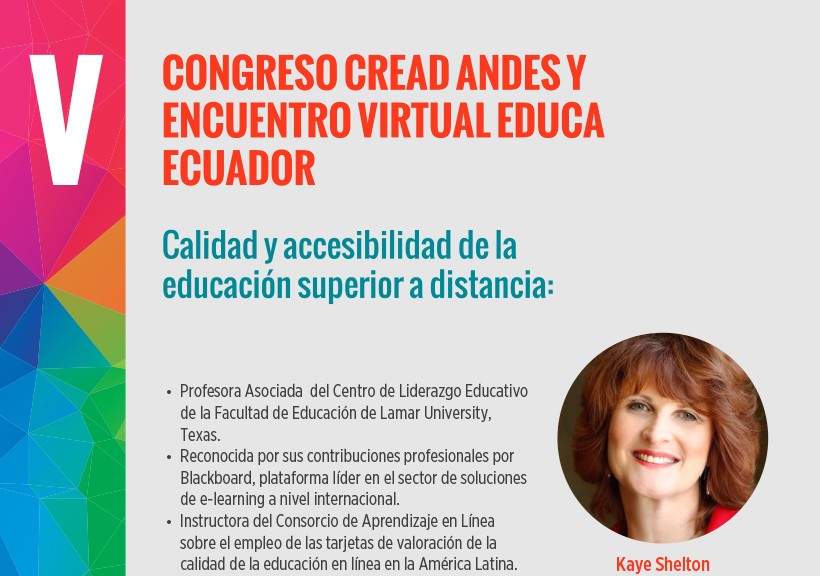 V
CONGRESO CREAD ANDES Y
ENCUENTRO VIRTUAL EDUCA
ECUADOR
Calidad y accesibilidad de la
educación superior a distancia:
• Profesora Asociada del Centro de Liderazgo Educativo
de la Facultad de Educación de Lamar University,
Texas.
• Reconocida por sus contribuciones profesionales por
Blackboard, plataforma líder en el sector de soluciones
de e-learning a nivel internacional.
• Instructora del Consorcio de Aprendizaje en Línea
sobre el empleo de las tarjetas de valoración de la
calidad de la educación en línea en la América Latina.
Kaye Shelton